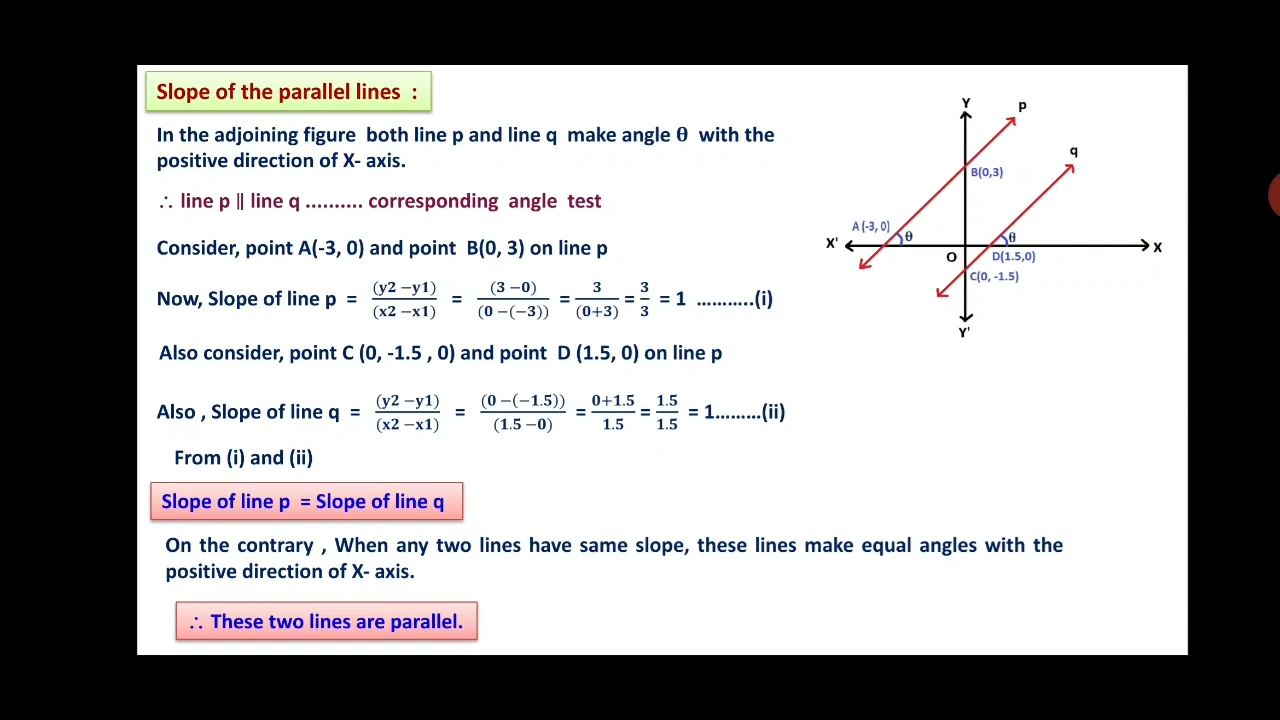 Slope of the parallel lines :
In the adjoining figure both line p and line q make angle θ with the
positive direction of X- axis.
∴ line p ∥ line q .......... corresponding angle test
Consider, point A(-3, 0) and point B(0, 3) on line p
Now, Slope of line p = (y2 −y1)/(x2 −x1) = (3 −0)/(0 −(−3)) = 3/(0+3) = 3/3 = 1 ………..(i)
Also consider, point C (0, -1.5 , 0) and point D (1.5, 0) on line p
Also , Slope of line q = (y2 −y1)/(x2 −x1) = (0 −(−1.5))/(1.5 −0) = 0+1.5/1.5 = 1.5/1.5 = 1………(ii)
From (i) and (ii)
Slope of line p = Slope of line q
On the contrary , When any two lines have same slope, these lines make equal angles with the
positive direction of X- axis.
∴ These two lines are parallel.
Y
p
q
B(0,3)
A (-3, 0)
θ
θ
X'
X
O
D(1.5,0)
C(0, -1.5)
Y'